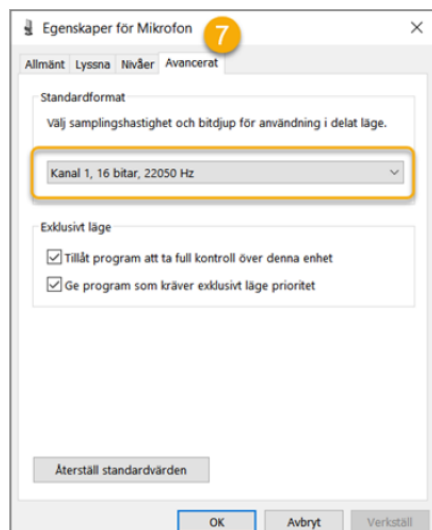 Egenskaper för Mikrofon
7
Allmänt Lyssna Nivåer Avancerat
Standardformat
Välj samplingshastighet och bitdjup för användning i delat läge.
Kanal 1, 16 bitar, 22050 Hz
Exklusivt läge
Tillåt program att ta full kontroll över denna enhet
Ge program som kräver exklusivt läge prioritet
Återställ standardvärden
OK Avbryt Verkställ